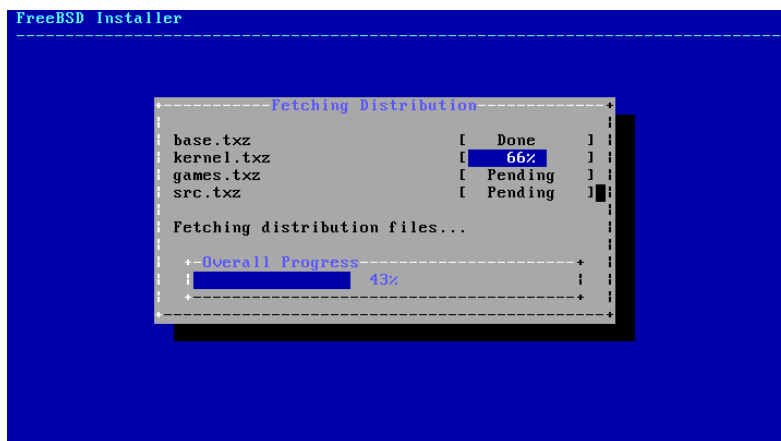 FreeBSD Installer
Fetching Distribution
base.txz [ Done ]
kernel.txz [ 66% ]
games.txz [ Pending ]
src.txz [ Pending ]
Fetching distribution files...
Overall Progress
43%